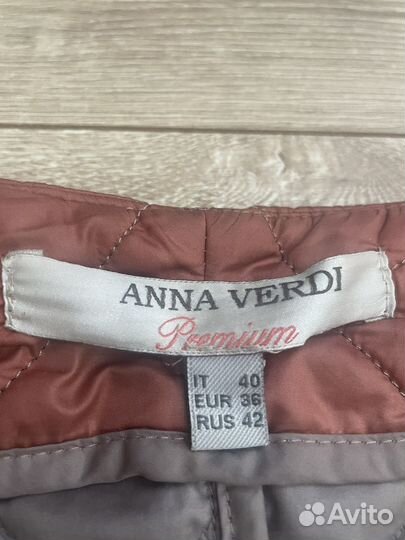 ANNA VERDI
Premium
IT 40
EUR 36
RUS 42
Avito